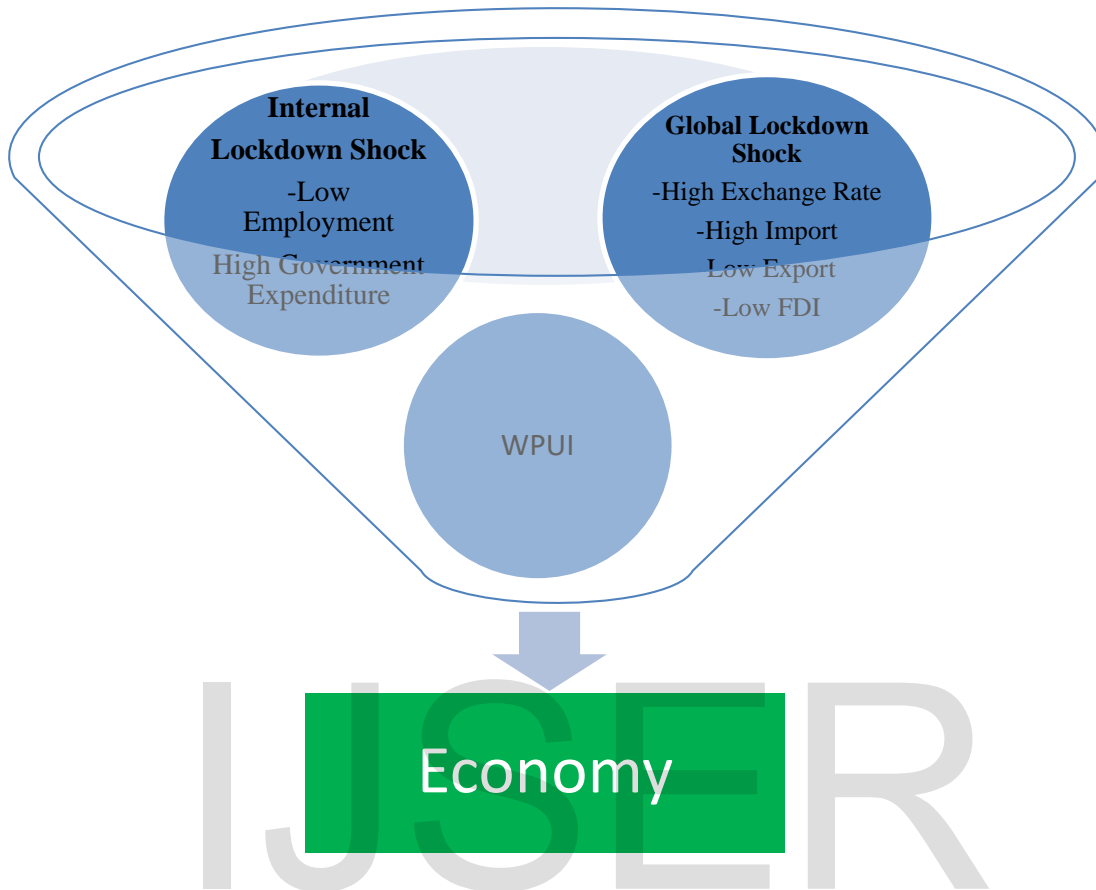 Internal
Lockdown Shock
-Low
Employment
High Government
Expenditure
Global Lockdown
Shock
-High Exchange Rate
-High Import
Low Export
-Low FDI
WPUI
Economy
IJSER